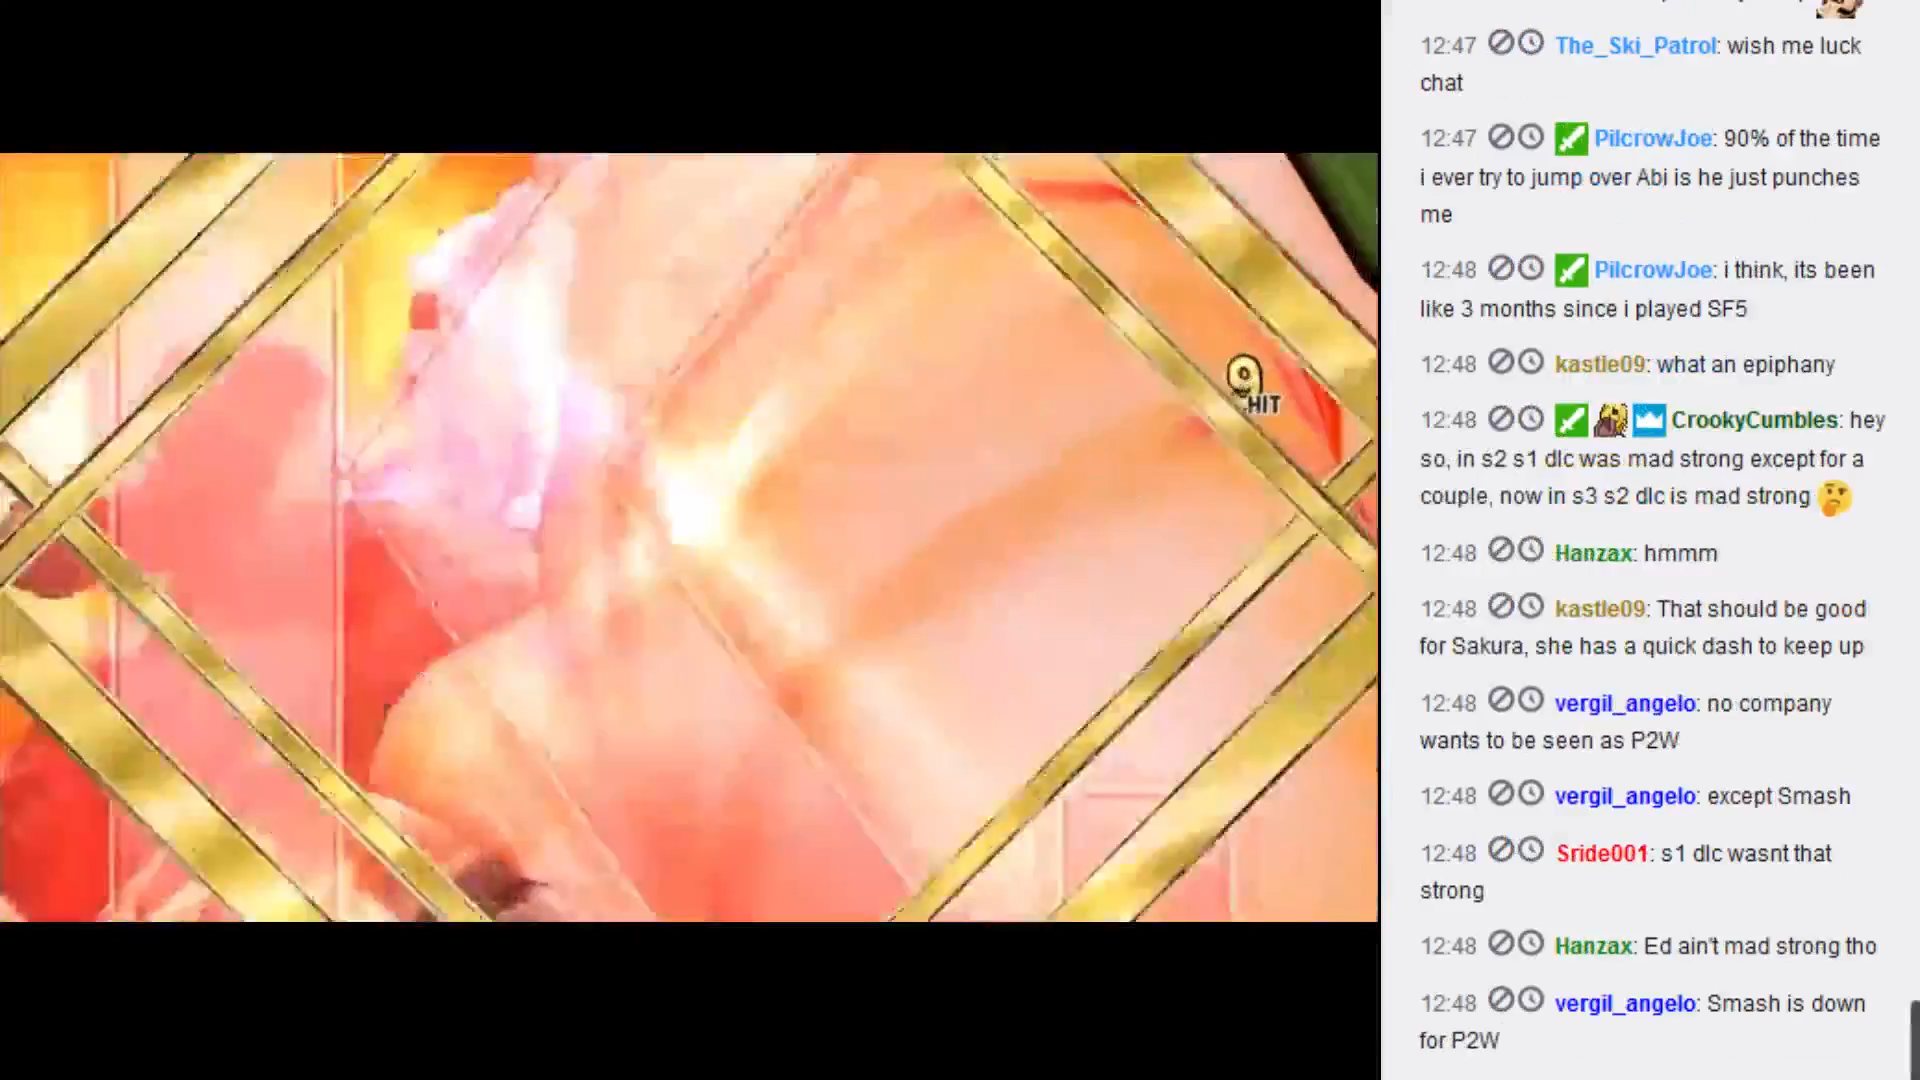 9
HIT
12:47 The_Ski_Patrol: wish me luck
chat
12:47 PilcrowJoe: 90% of the time
i ever try to jump over Abi is he just punches
me
12:48 PilcrowJoe: i think, its been
like 3 months since i played SF5
12:48 kastle09: what an epiphany
12:48 CrookyCumbles: hey
so, in s2 s1 dlc was mad strong except for a
couple, now in s3 s2 dlc is mad strong
12:48 Hanzax: hmmm
12:48 kastle09: That should be good
for Sakura, she has a quick dash to keep up
12:48 vergil_angelo: no company
wants to be seen as P2W
12:48 vergil_angelo: except Smash
12:48 Sride001: s1 dlc wasnt that
strong
12:48 Hanzax: Ed ain't mad strong tho
12:48 vergil_angelo: Smash is down
for P2W